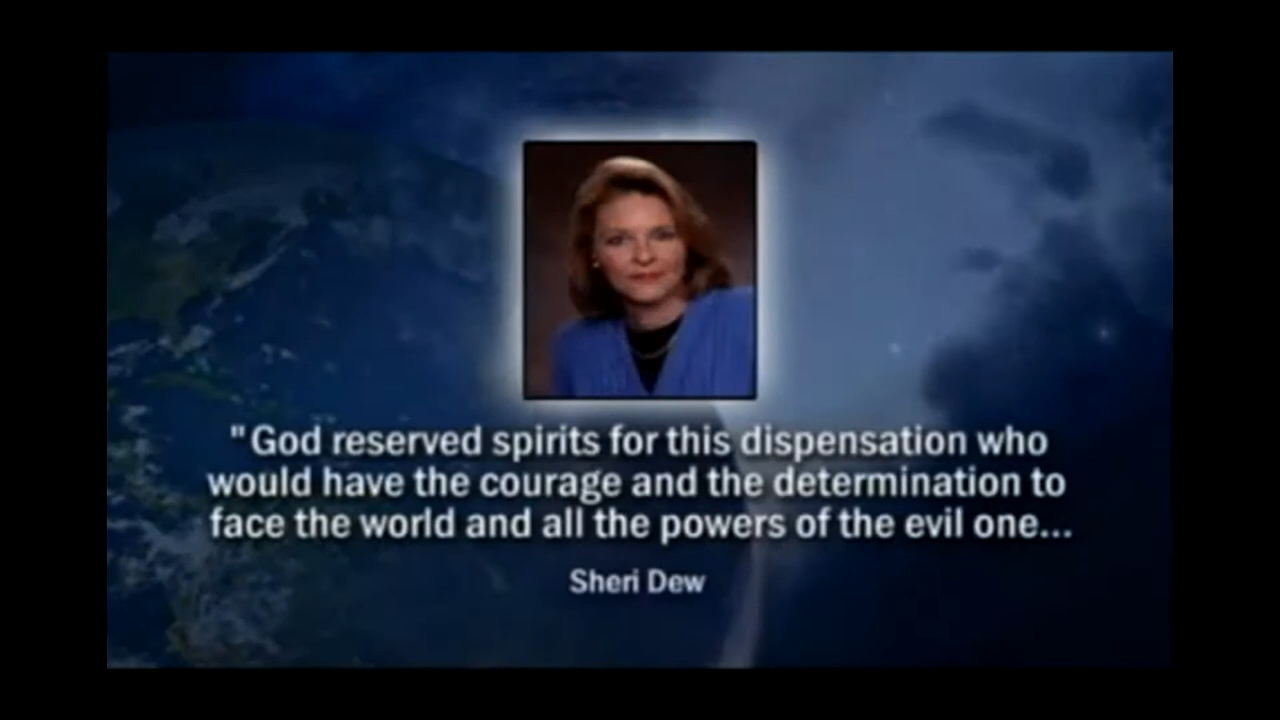 "God reserved spirits for this dispensation who
would have the courage and the determination to
face the world and all the powers of the evil one...
Sheri Dew